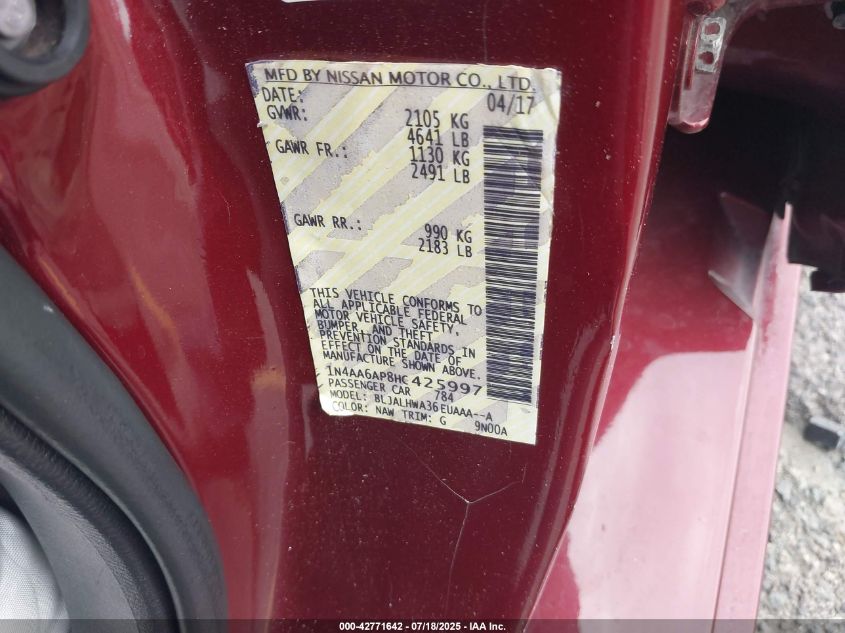 MFD BY NISSAN MOTOR CO., LTD.
DATE: 04/17
GVWR: 2105 KG
4641 LB
GAWR FR.: 1130 KG
2491 LB
GAWR RR.: 990 KG
2183 LB
THIS VEHICLE CONFORMS TO
ALL APPLICABLE FEDERAL
MOTOR VEHICLE SAFETY,
BUMPER, AND THEFT
PREVENTION STANDARDS IN
EFFECT ON THE DATE OF
MANUFACTURE SHOWN ABOVE.
1N4AA6AP8HC425997
PASSENGER CAR 784
MODEL: BLJALHWA36EUAAA--A
COLOR: NAW TRIM: G 9N00A
000-42771642 - 07/18/2025 - IAA Inc.